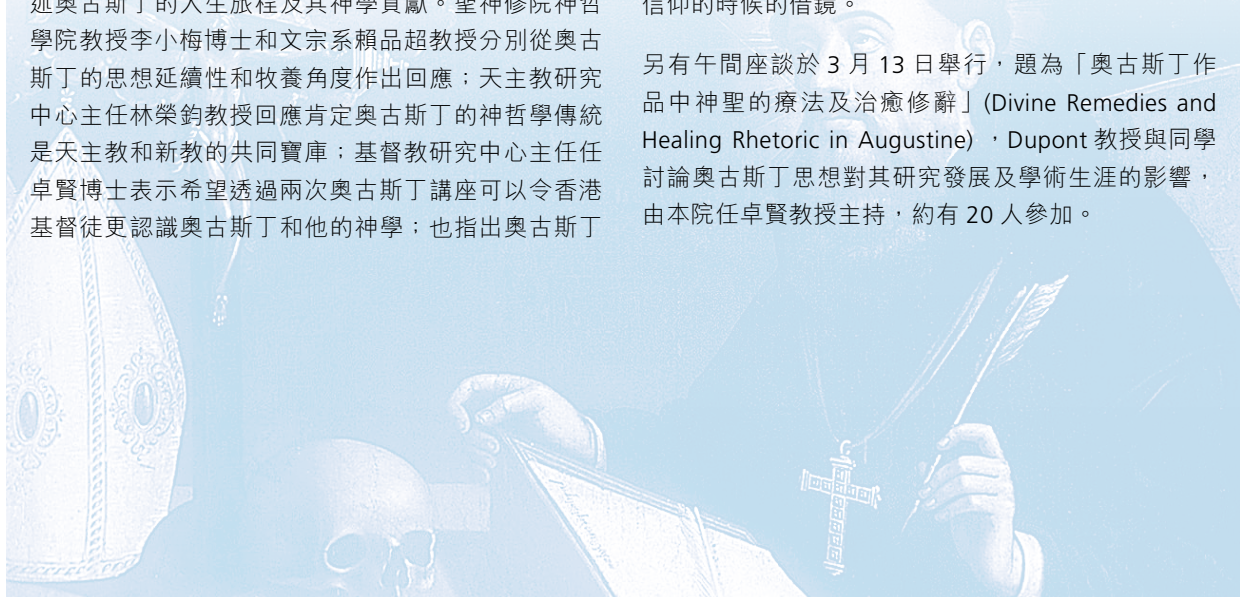 述奧古斯丁的人生旅程及其神學貢獻。聖神修院神哲
學院教授李小梅博士和文宗系賴品超教授分別從奧古
斯丁的思想延續性和牧養角度作出回應；天主教研究
中心主任林榮鈞教授回應肯定奧古斯丁的神哲學傳統
是天主教和新教的共同寶庫；基督教研究中心主任任
卓賢博士表示希望透過兩次奧古斯丁講座可以令香港
基督徒更認識奧古斯丁和他的神學；也指出奧古斯丁
信仰的時候的借鏡。
另有午間座談於 3 月 13 日舉行，題為「奧古斯丁作
品中神聖的療法及治癒修辭」(Divine Remedies and
Healing Rhetoric in Augustine) ，Dupont 教授與同學
討論奧古斯丁思想對其研究發展及學術生涯的影響，
由本院任卓賢教授主持，約有 20 人參加。